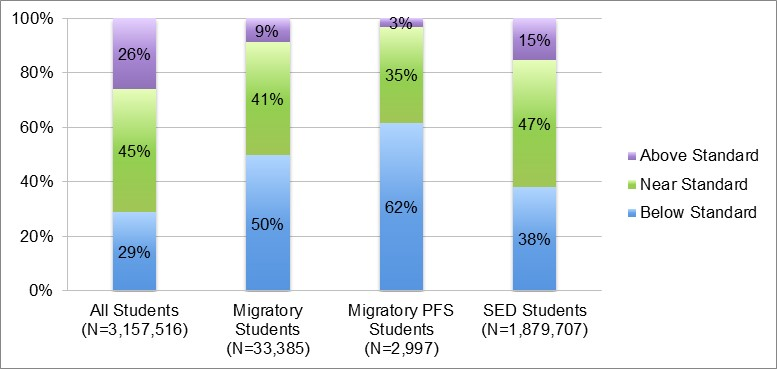 100%
80%
60%
40%
20%
0%
26%
45%
29%
9%
41%
50%
3%
35%
62%
15%
47%
38%
All Students
(N=3,157,516)
Migratory
Students
(N=33,385)
Migratory PFS
Students
(N=2,997)
SED Students
(N=1,879,707)
Above Standard
Near Standard
Below Standard